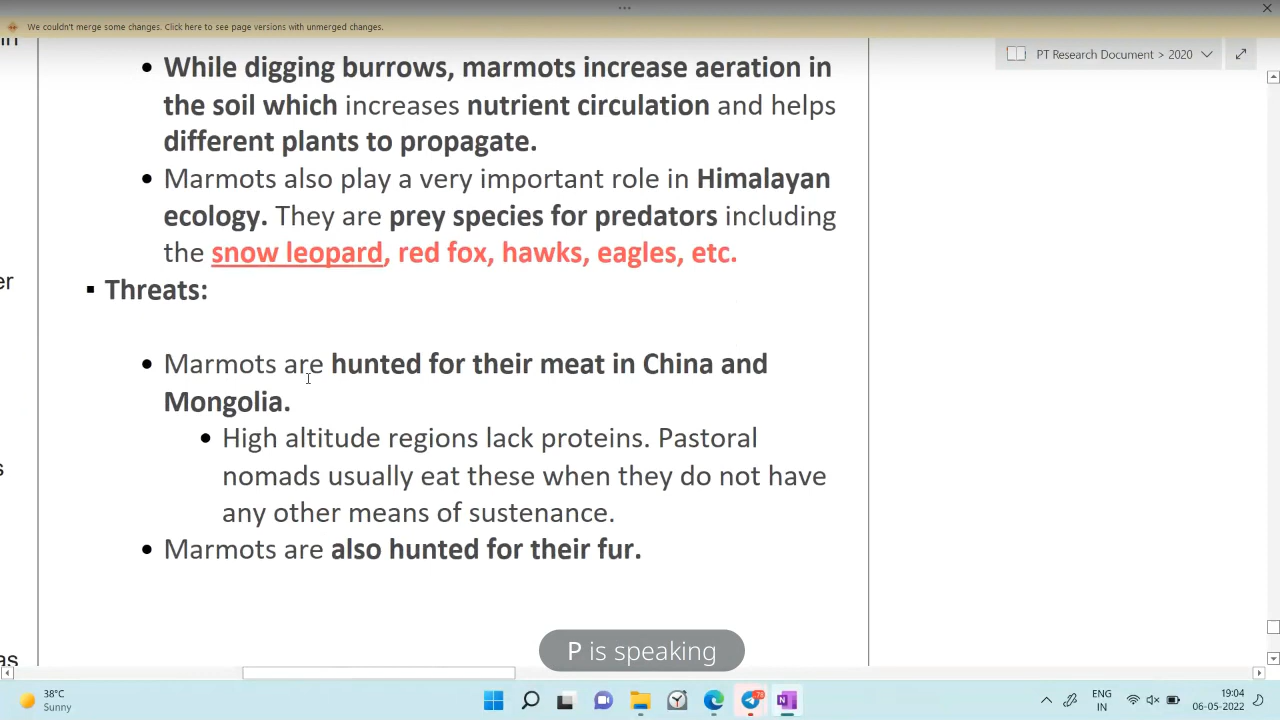 We couldn't merge some changes. Click here to see page versions with unmerged changes.
in
PT Research Document > 2020
• While digging burrows, marmots increase aeration in
the soil which increases nutrient circulation and helps
different plants to propagate.
• Marmots also play a very important role in Himalayan
ecology. They are prey species for predators including
the snow leopard, red fox, hawks, eagles, etc.
er
▪ Threats:
• Marmots are hunted for their meat in China and
Mongolia.
• High altitude regions lack proteins. Pastoral
s
nomads usually eat these when they do not have
any other means of sustenance.
• Marmots are also hunted for their fur.
P is speaking
as
38°C
Sunny
78
ENG
IN
19:04
06-05-2022